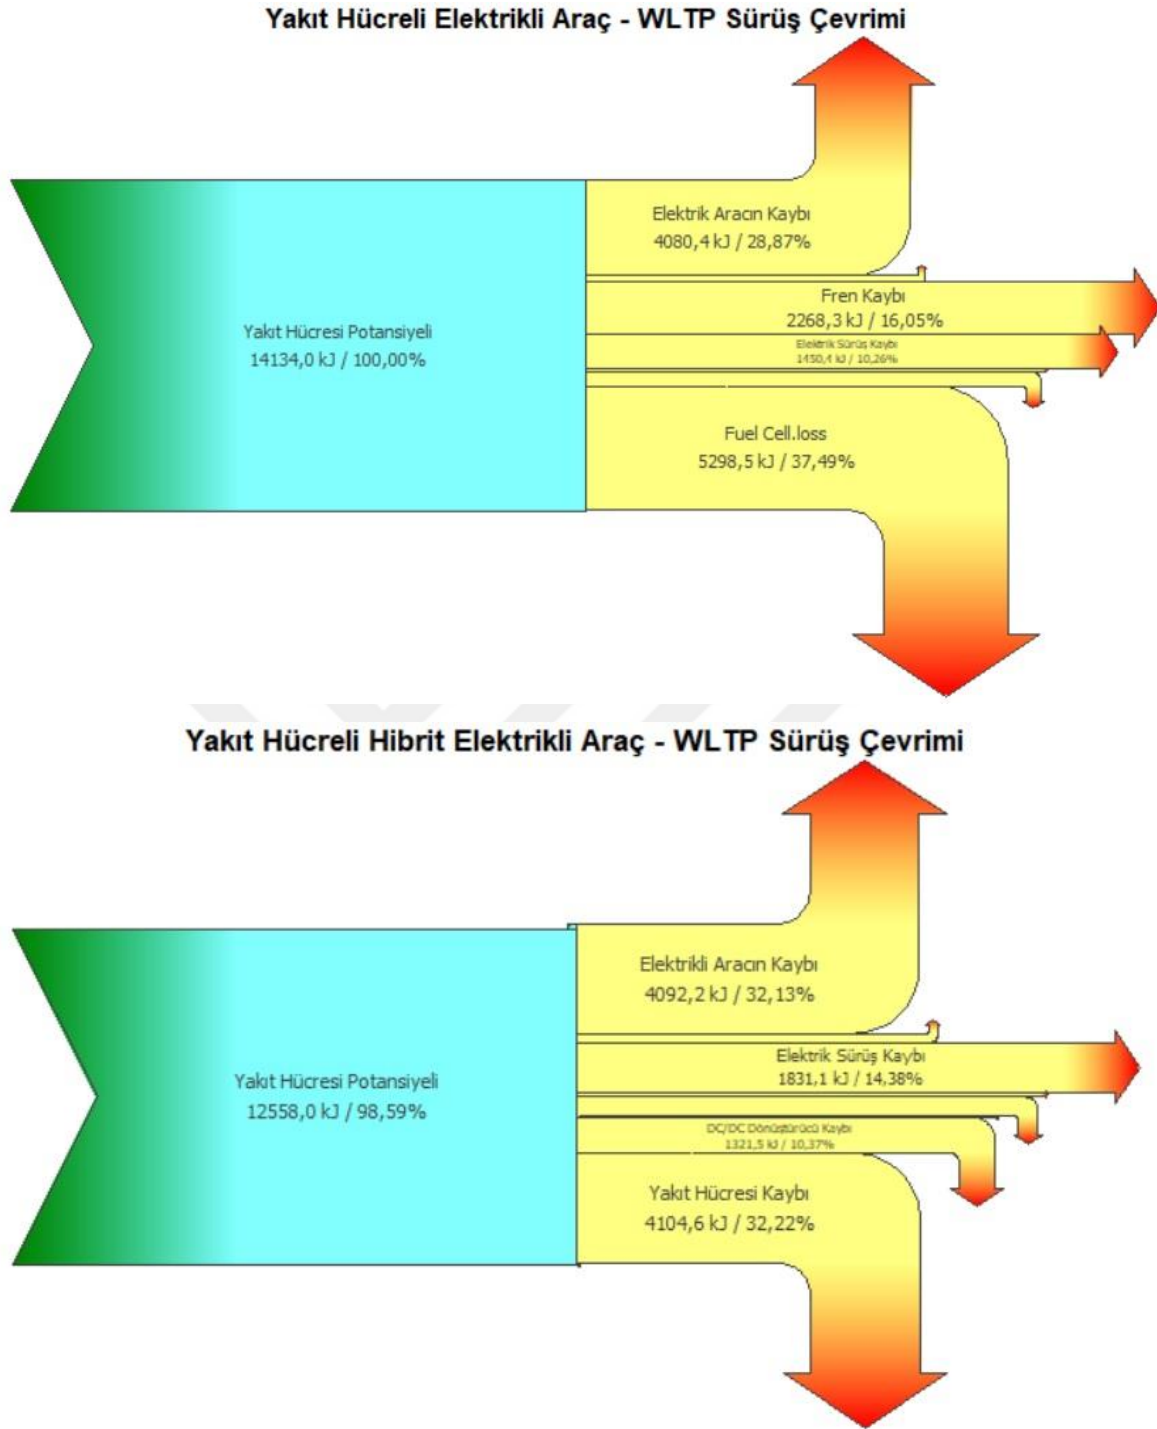 Yakıt Hücreli Elektrikli Araç - WLTP Sürüş Çevrimi
Elektrik Aracın Kaybı
4080,4 kJ / 28,87%
Fren Kaybı
2268,3 kJ / 16,05%
Elektrik Sürüş Kaybı
1450,4 kJ / 10,26%
Yakıt Hücresi Potansiyeli
14134,0 kJ / 100,00%
Fuel Cell.loss
5298,5 kJ / 37,49%
Yakıt Hücreli Hibrit Elektrikli Araç - WLTP Sürüş Çevrimi
Elektrikli Aracın Kaybı
4092,2 kJ / 32,13%
Elektrik Sürüş Kaybı
1831,1 kJ / 14,38%
Yakıt Hücresi Potansiyeli
12558,0 kJ / 98,59%
DC/DC Dönüştürücü Kaybı
1321,5 kJ / 10,37%
Yakıt Hücresi Kaybı
4104,6 kJ / 32,22%